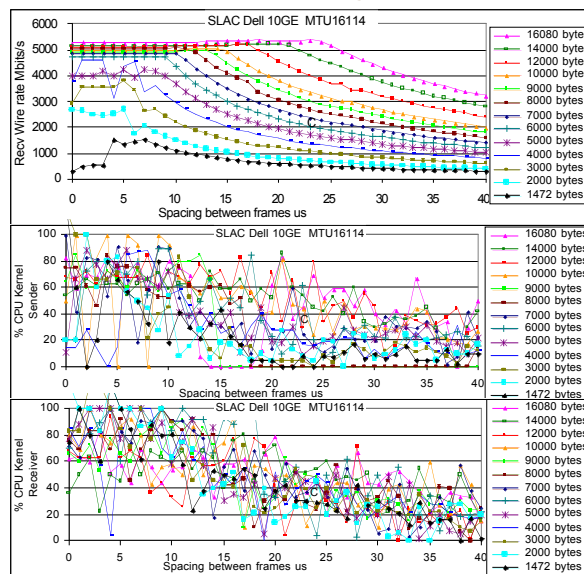 SLAC Dell 10GE MTU16114
6000
5000
4000
3000
2000
1000
0
Recv Wire rate Mbits/s
0 5 10 15 20 25 30 35 40
Spacing between frames us
C
16080 bytes
14000 bytes
12000 bytes
10000 bytes
9000 bytes
8000 bytes
7000 bytes
6000 bytes
5000 bytes
4000 bytes
3000 bytes
2000 bytes
1472 bytes
SLAC Dell 10GE MTU16114
100
80
60
40
20
0
% CPU Kernel
Sender
0 5 10 15 20 25 30 35 40
Spacing between frames us
C
16080 bytes
14000 bytes
12000 bytes
10000 bytes
9000 bytes
8000 bytes
7000 bytes
6000 bytes
5000 bytes
4000 bytes
3000 bytes
2000 bytes
1472 bytes
SLAC Dell 10GE MTU16114
100
80
60
40
20
0
% CPU Kernel
Receiver
0 5 10 15 20 25 30 35 40
Spacing between frames us
C
16080 bytes
14000 bytes
12000 bytes
10000 bytes
9000 bytes
8000 bytes
7000 bytes
6000 bytes
5000 bytes
4000 bytes
3000 bytes
2000 bytes
1472 bytes